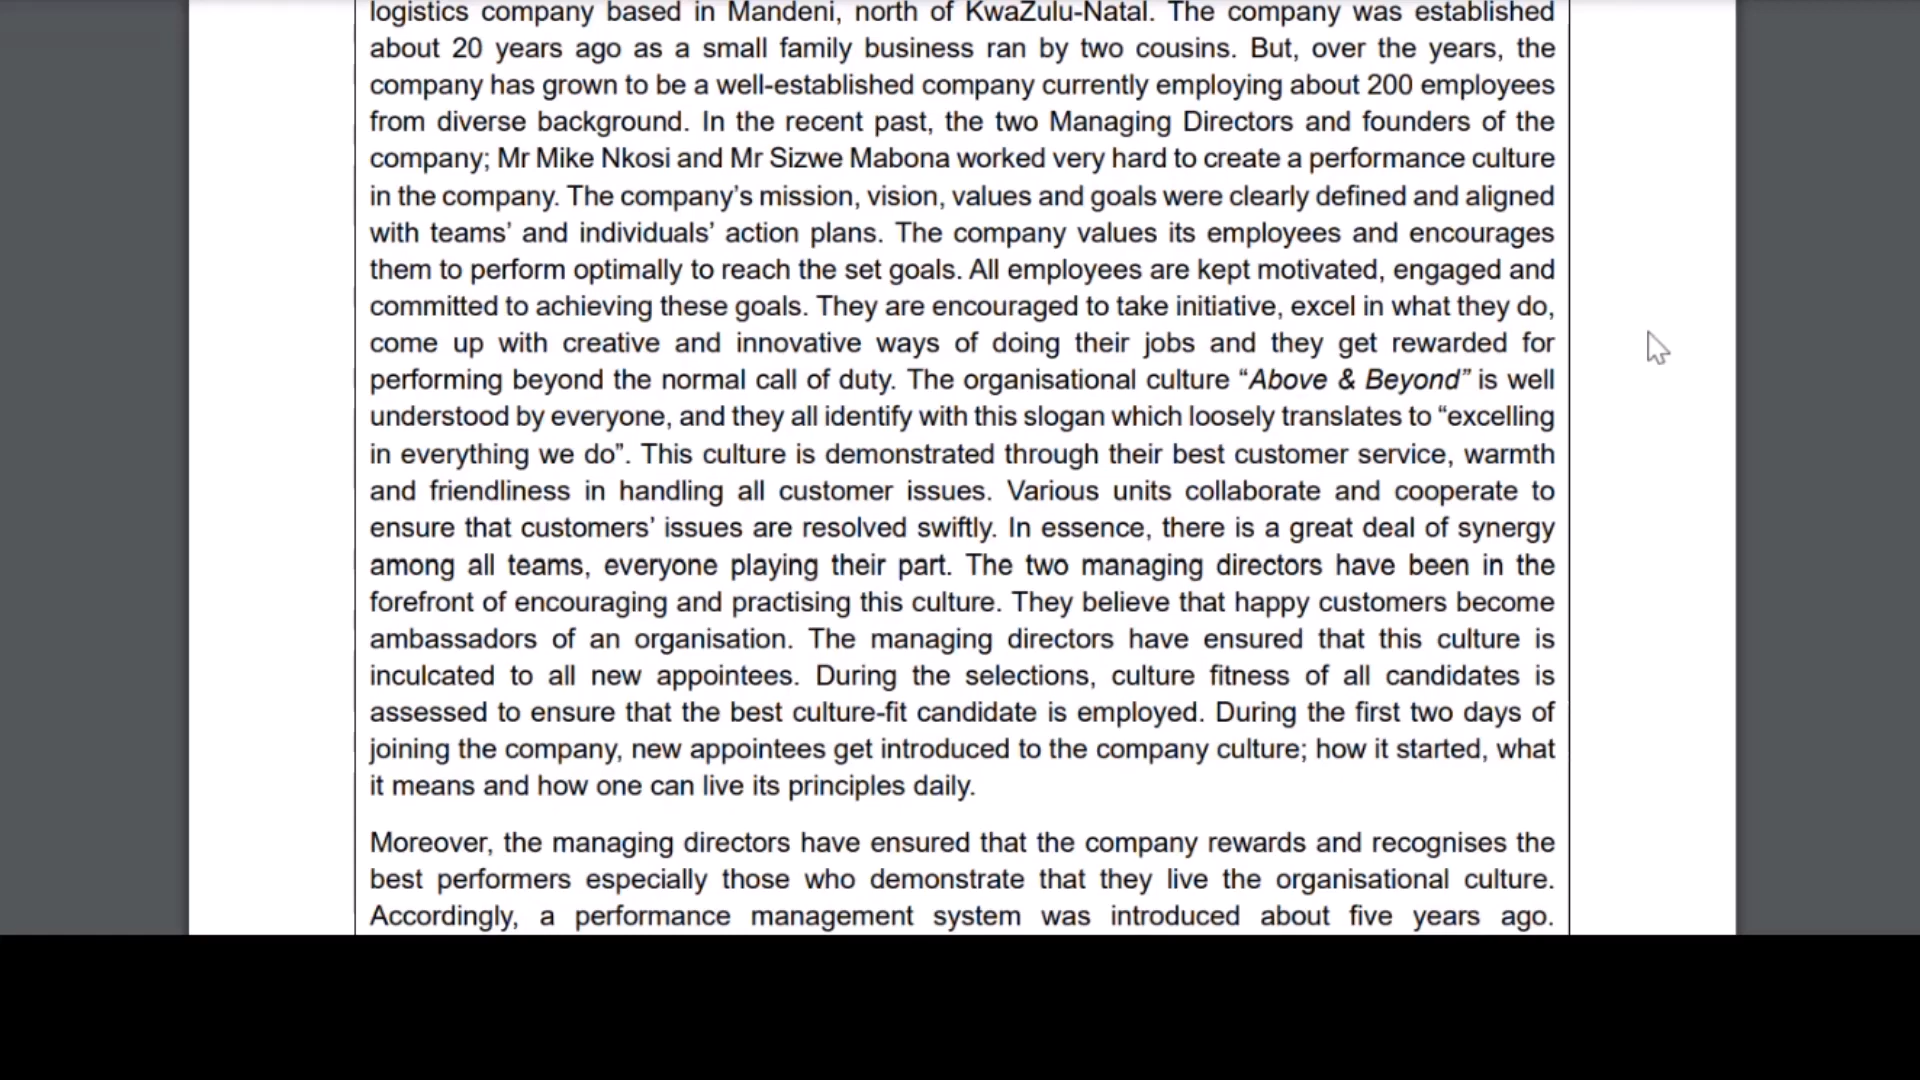 logistics company based in Mandeni, north of KwaZulu-Natal. The company was established
about 20 years ago as a small family business ran by two cousins. But, over the years, the
company has grown to be a well-established company currently employing about 200 employees
from diverse background. In the recent past, the two Managing Directors and founders of the
company; Mr Mike Nkosi and Mr Sizwe Mabona worked very hard to create a performance culture
in the company. The company’s mission, vision, values and goals were clearly defined and aligned
with teams’ and individuals’ action plans. The company values its employees and encourages
them to perform optimally to reach the set goals. All employees are kept motivated, engaged and
committed to achieving these goals. They are encouraged to take initiative, excel in what they do,
come up with creative and innovative ways of doing their jobs and they get rewarded for
performing beyond the normal call of duty. The organisational culture “Above & Beyond” is well
understood by everyone, and they all identify with this slogan which loosely translates to “excelling
in everything we do”. This culture is demonstrated through their best customer service, warmth
and friendliness in handling all customer issues. Various units collaborate and cooperate to
ensure that customers’ issues are resolved swiftly. In essence, there is a great deal of synergy
among all teams, everyone playing their part. The two managing directors have been in the
forefront of encouraging and practising this culture. They believe that happy customers become
ambassadors of an organisation. The managing directors have ensured that this culture is
inculcated to all new appointees. During the selections, culture fitness of all candidates is
assessed to ensure that the best culture-fit candidate is employed. During the first two days of
joining the company, new appointees get introduced to the company culture; how it started, what
it means and how one can live its principles daily.
Moreover, the managing directors have ensured that the company rewards and recognises the
best performers especially those who demonstrate that they live the organisational culture.
Accordingly, a performance management system was introduced about five years ago.